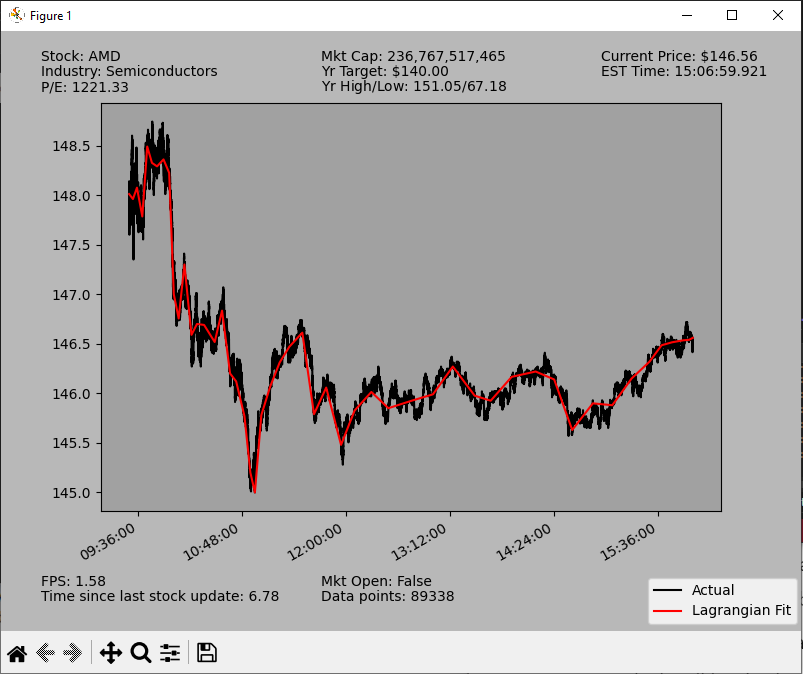 Figure 1
Stock: AMD
Industry: Semiconductors
P/E: 1221.33
Mkt Cap: 236,767,517,465
Yr Target: $140.00
Yr High/Low: 151.05/67.18
Current Price: $146.56
EST Time: 15:06:59.921
148.5
148.0
147.5
147.0
146.5
146.0
145.5
145.0
09:36:00
10:48:00
12:00:00
13:12:00
14:24:00
15:36:00
FPS: 1.58
Time since last stock update: 6.78
Mkt Open: False
Data points: 89338
Actual
Lagrangian Fit